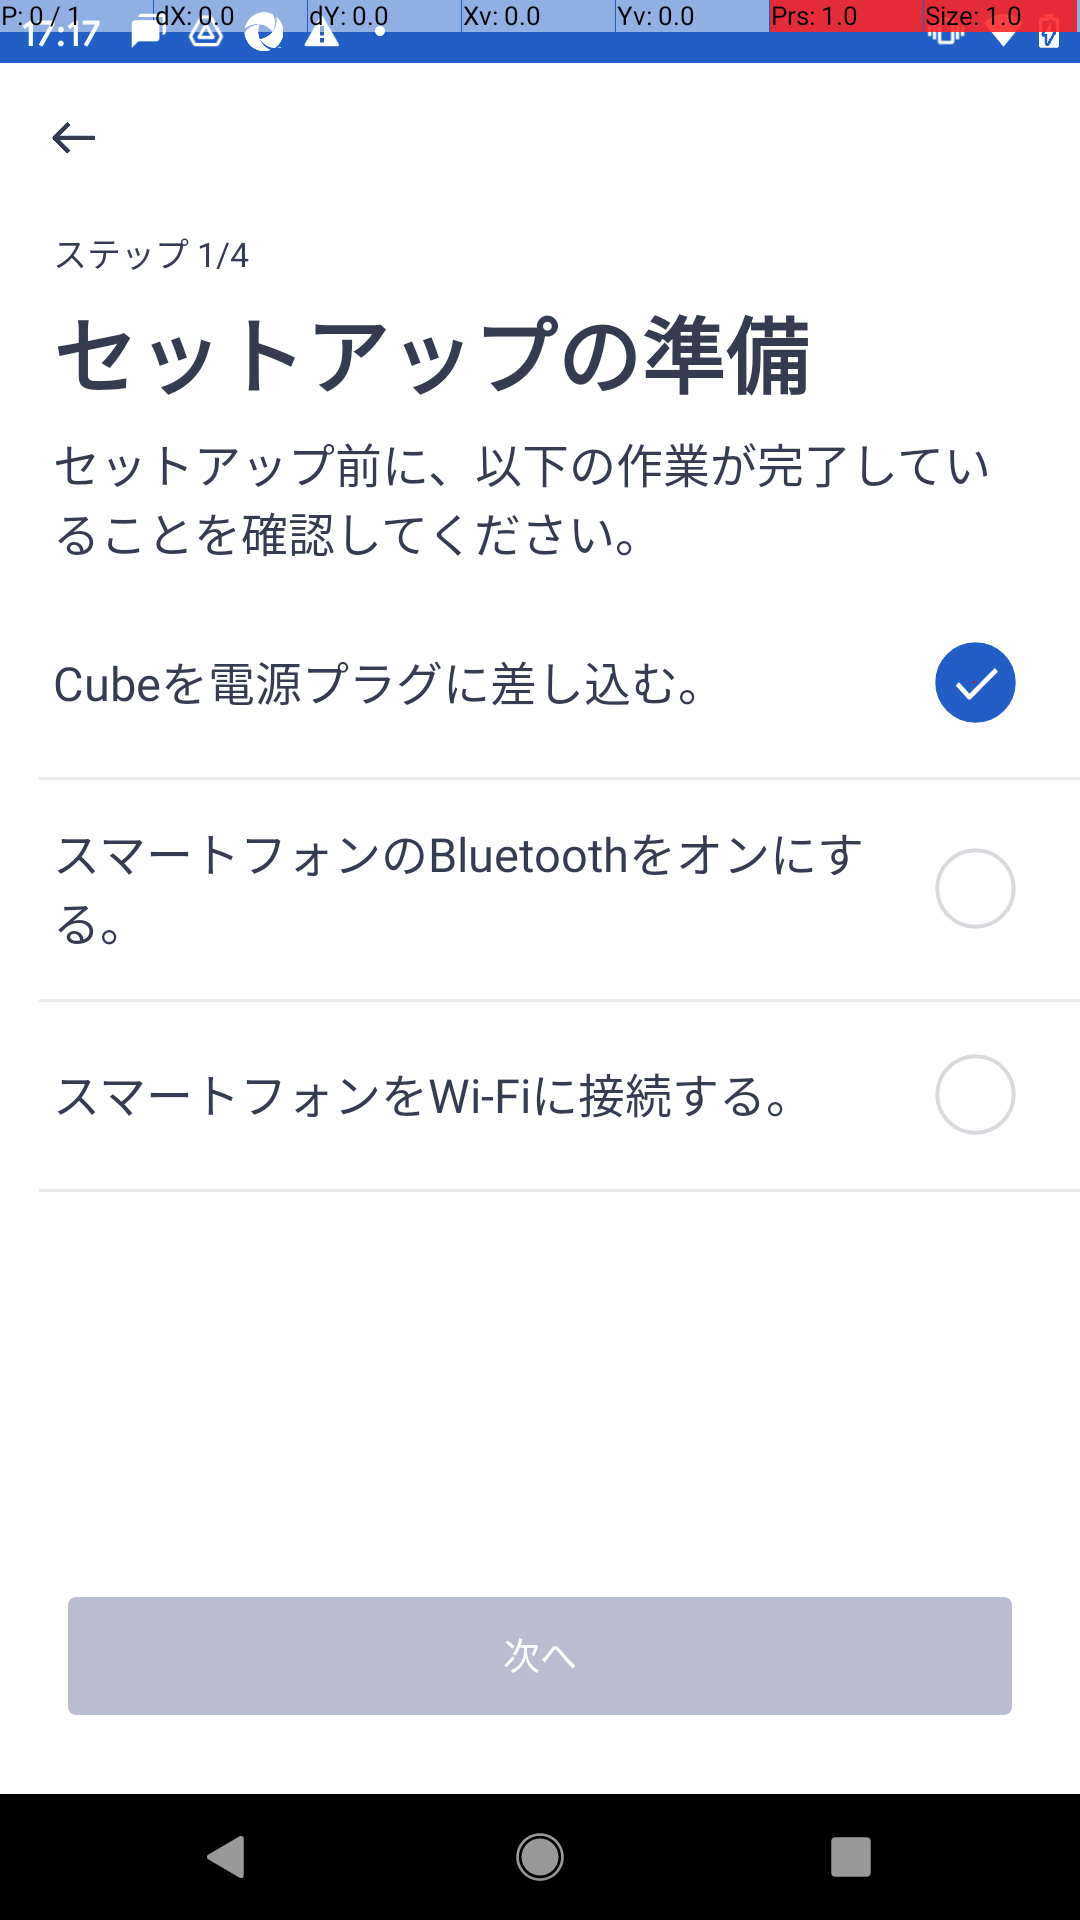 P: 0 / 1 dX: 0.0 dY: 0.0 Xv: 0.0 Yv: 0.0 Prs: 1.0 Size: 1.0
17:17
ステップ 1/4
セットアップの準備
セットアップ前に、以下の作業が完了してい
ることを確認してください。
Cubeを電源プラグに差し込む。
スマートフォンのBluetoothをオンにす
る。
スマートフォンをWi-Fiに接続する。
次へ